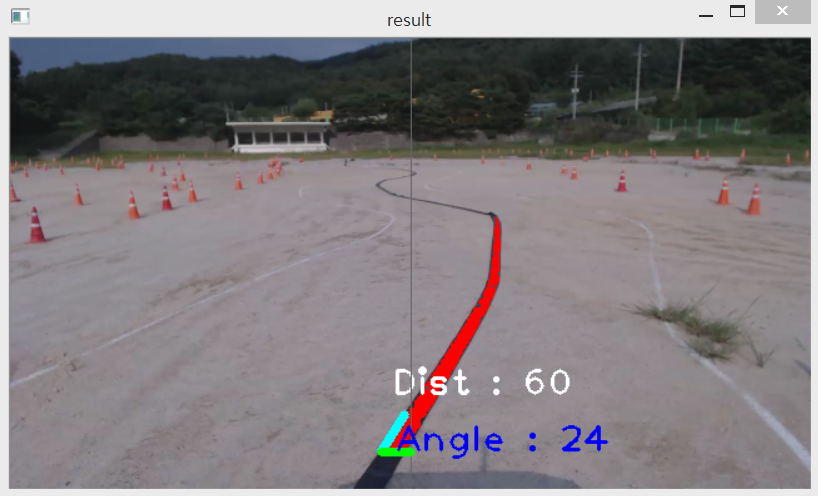 result
Dist : 60
Angle : 24